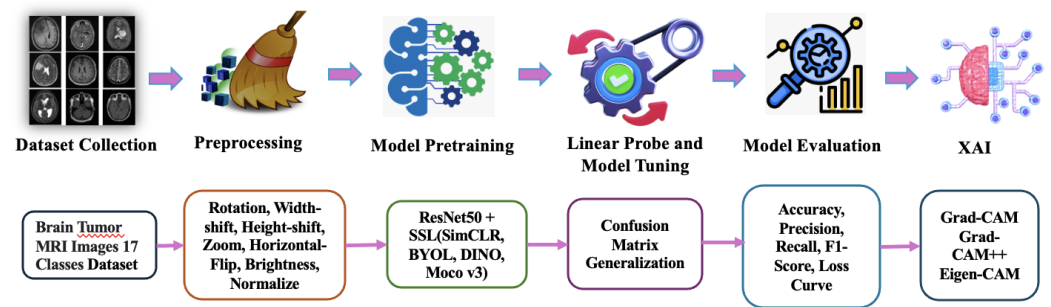 Dataset Collection
Preprocessing
Model Pretraining
Linear Probe and
Model Tuning
Model Evaluation
XAI
Brain Tumor
MRI Images 17
Classes Dataset
Rotation, Width-
shift, Height-shift,
Zoom, Horizontal-
Flip, Brightness,
Normalize
ResNet50 +
SSL(SimCLR,
BYOL, DINO,
Moco v3)
Confusion
Matrix
Generalization
Accuracy,
Precision,
Recall, F1-
Score, Loss
Curve
Grad-CAM
Grad-
CAM++
Eigen-CAM